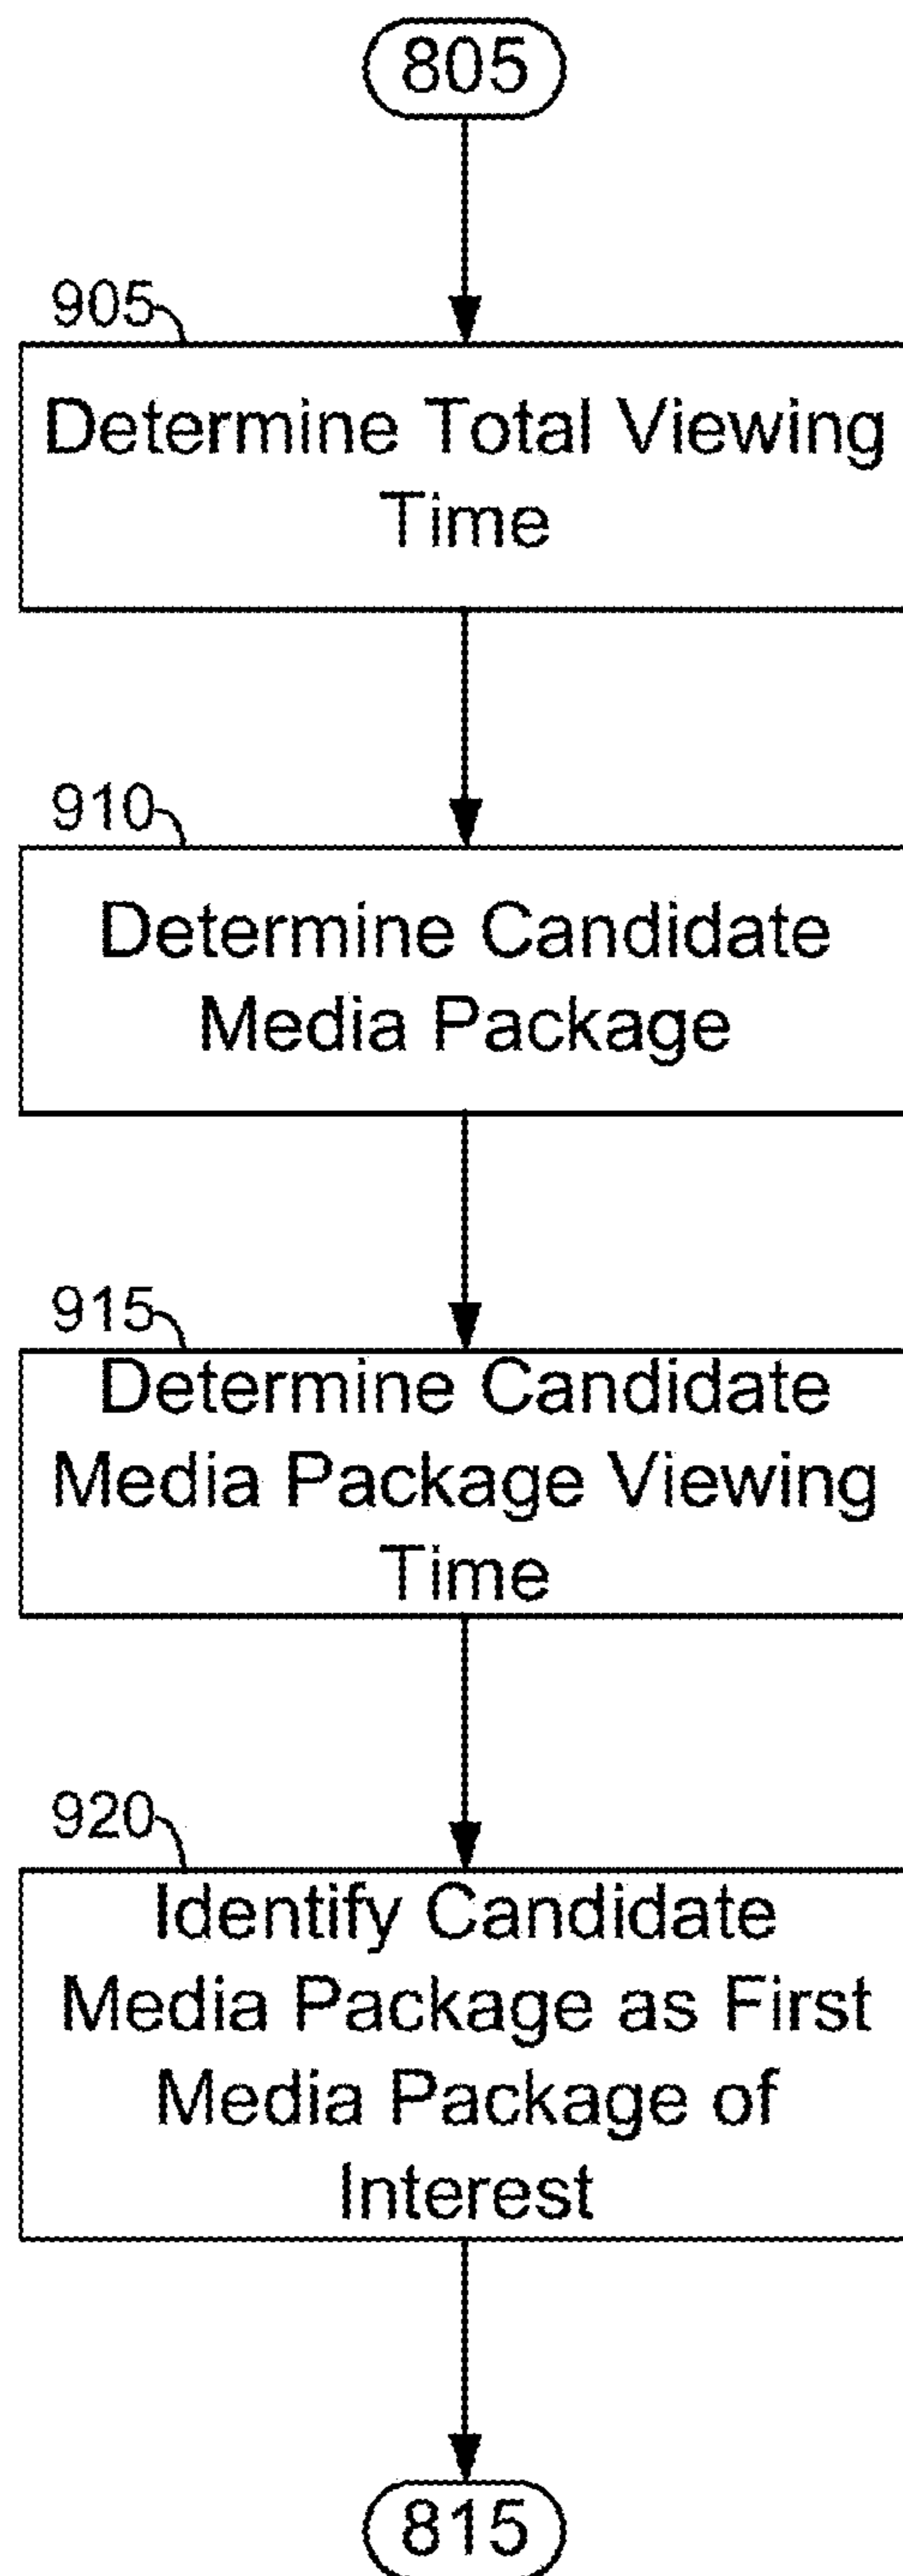 805
905
Determine Total Viewing
Time
910
Determine Candidate
Media Package
915
Determine Candidate
Media Package Viewing
Time
920
Identify Candidate
Media Package as First
Media Package of
Interest
815